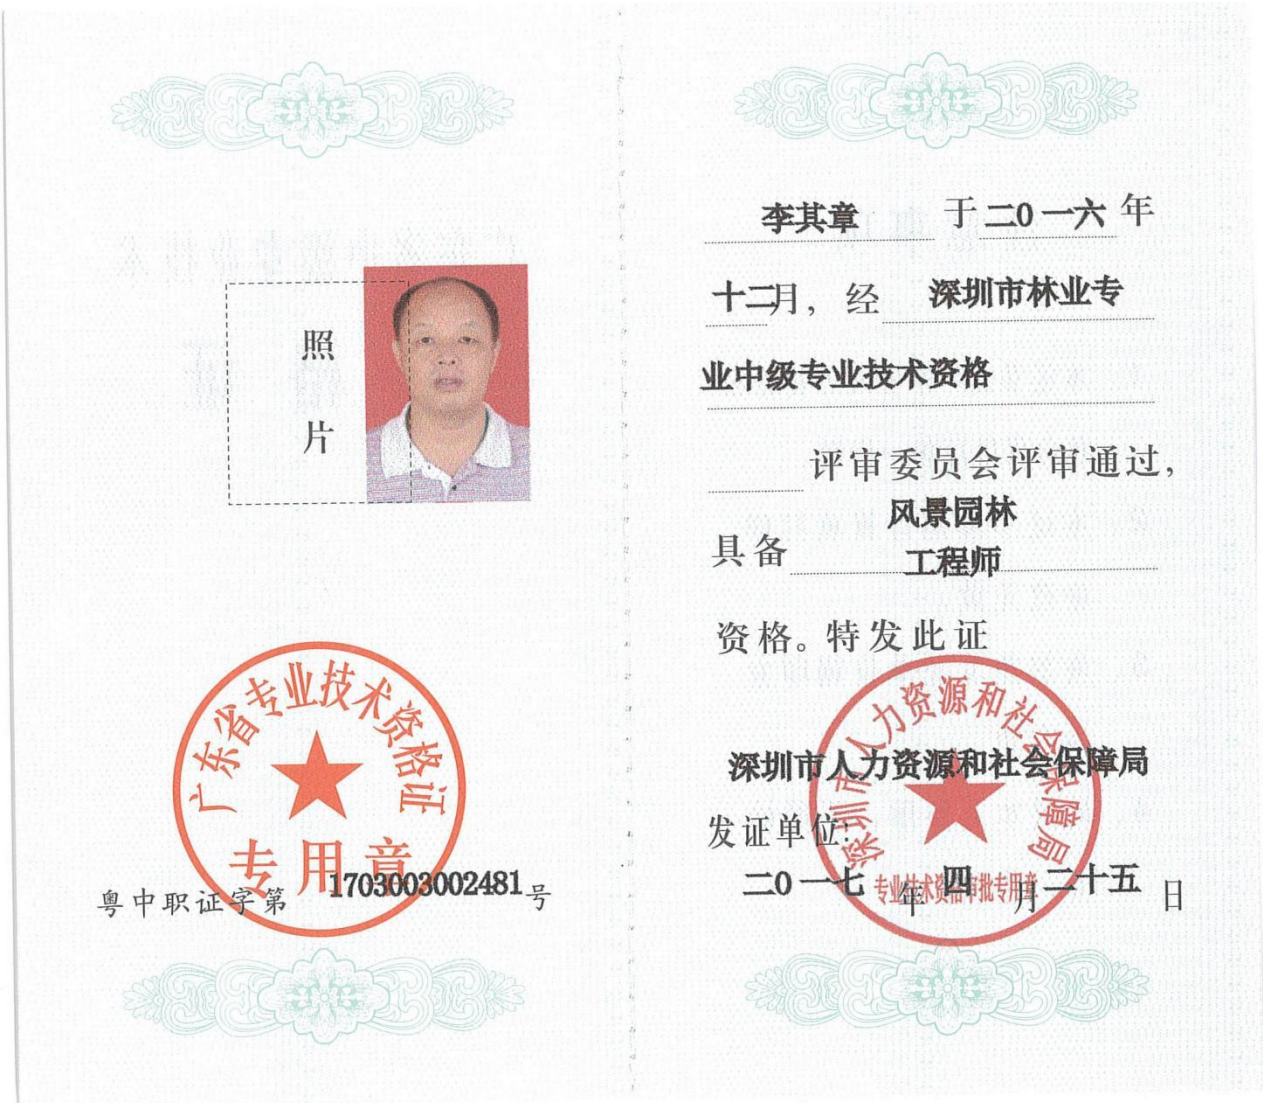 照
片
广东省专业技术资格证
专用章
粤中职证字第 1703003002481 号
李其章 于 二0一六 年
十二月，经 深圳市林业专
业中级专业技术资格
评审委员会评审通过，
风景园林
具备 工程师
资格。特发此证
深圳市人力资源和社会保障局
深圳市人力资源和社会保障局
发证单位：
二0一七 年 四 月 二十五 日
专业技术资格审批专用章